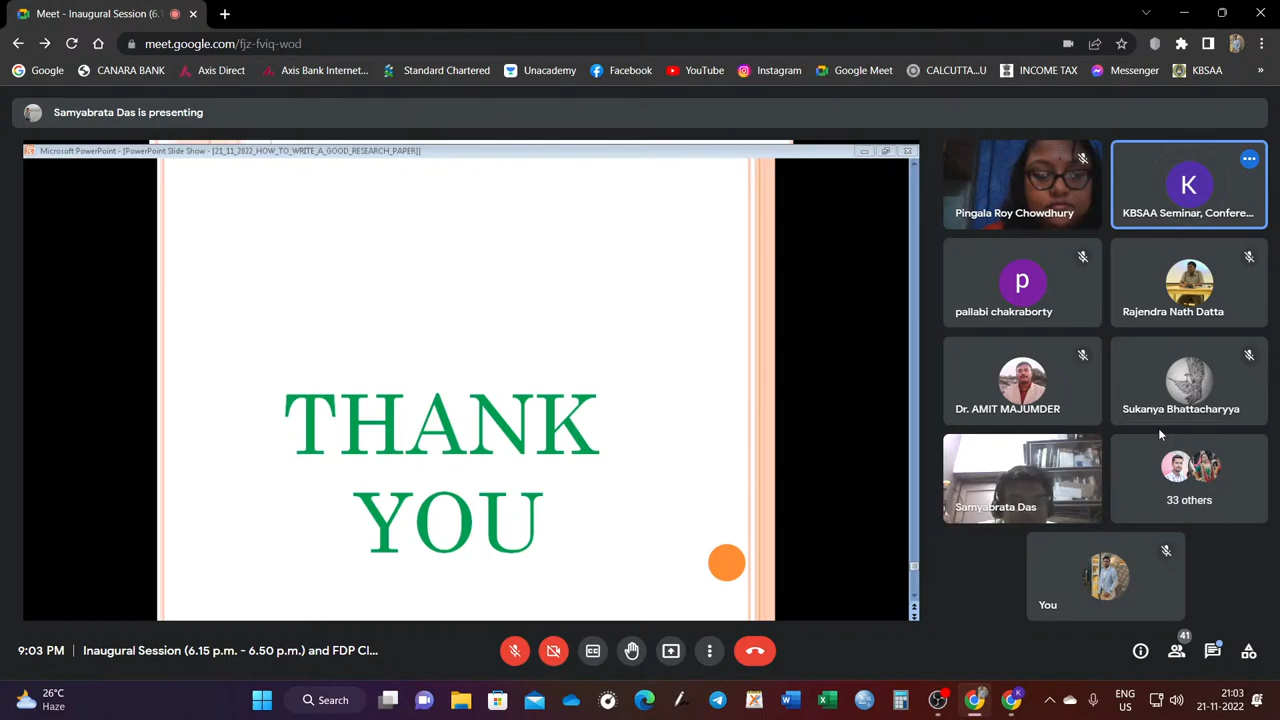 Meet - Inaugural Session (6.1
meet.google.com/fjz-fviq-wod
Google
CANARA BANK
Axis Direct
Axis Bank Internet...
Standard Chartered
Unacademy
Facebook
YouTube
Instagram
Google Meet
CALCUTTA...U
INCOME TAX
Messenger
KBSAA
»
Samyabrata Das is presenting
Microsoft PowerPoint - [PowerPoint Slide Show - [21_11_2022_HOW_TO_WRITE_A_GOOD_RESEARCH_PAPER]]
THANK
YOU
Pingala Roy Chowdhury
K
KBSAA Seminar, Confere...
p
pallabi chakraborty
Rajendra Nath Datta
Dr. AMIT MAJUMDER
Sukanya Bhattacharyya
Samyabrata Das
33 others
You
9:03 PM | Inaugural Session (6.15 p.m. - 6.50 p.m.) and FDP Cl...
41
26°C
Haze
Search
ENG
US
21:03
21-11-2022